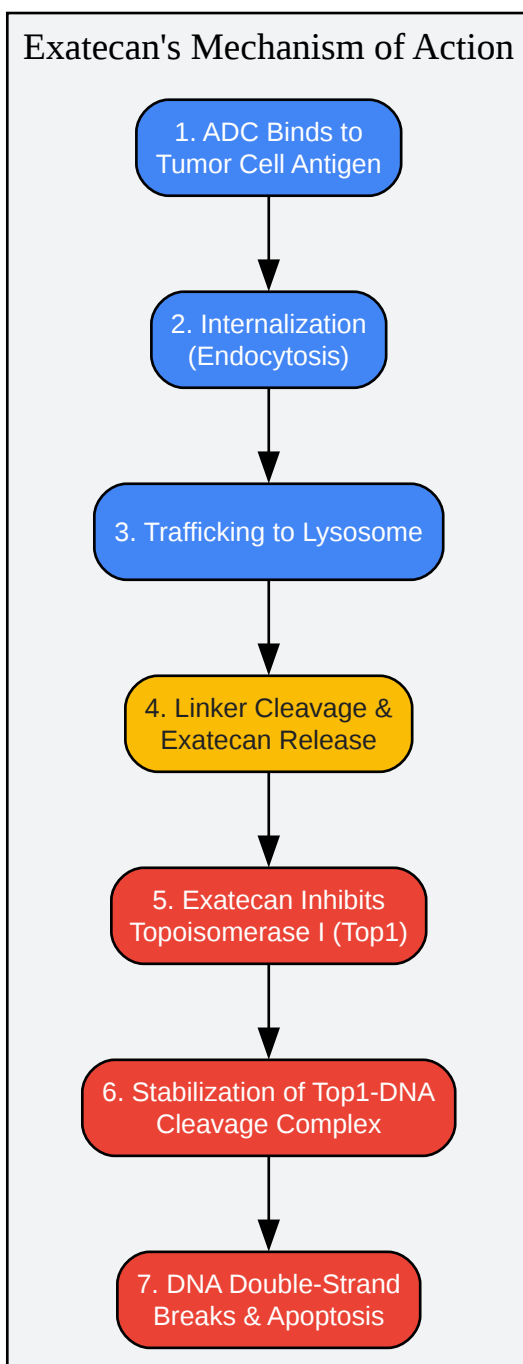 Exatecan's Mechanism of Action
1. ADC Binds to
Tumor Cell Antigen
2. Internalization
(Endocytosis)
3. Trafficking to Lysosome
4. Linker Cleavage &
Exatecan Release
5. Exatecan Inhibits
Topoisomerase I (Top1)
6. Stabilization of Top1-DNA
Cleavage Complex
7. DNA Double-Strand
Breaks & Apoptosis